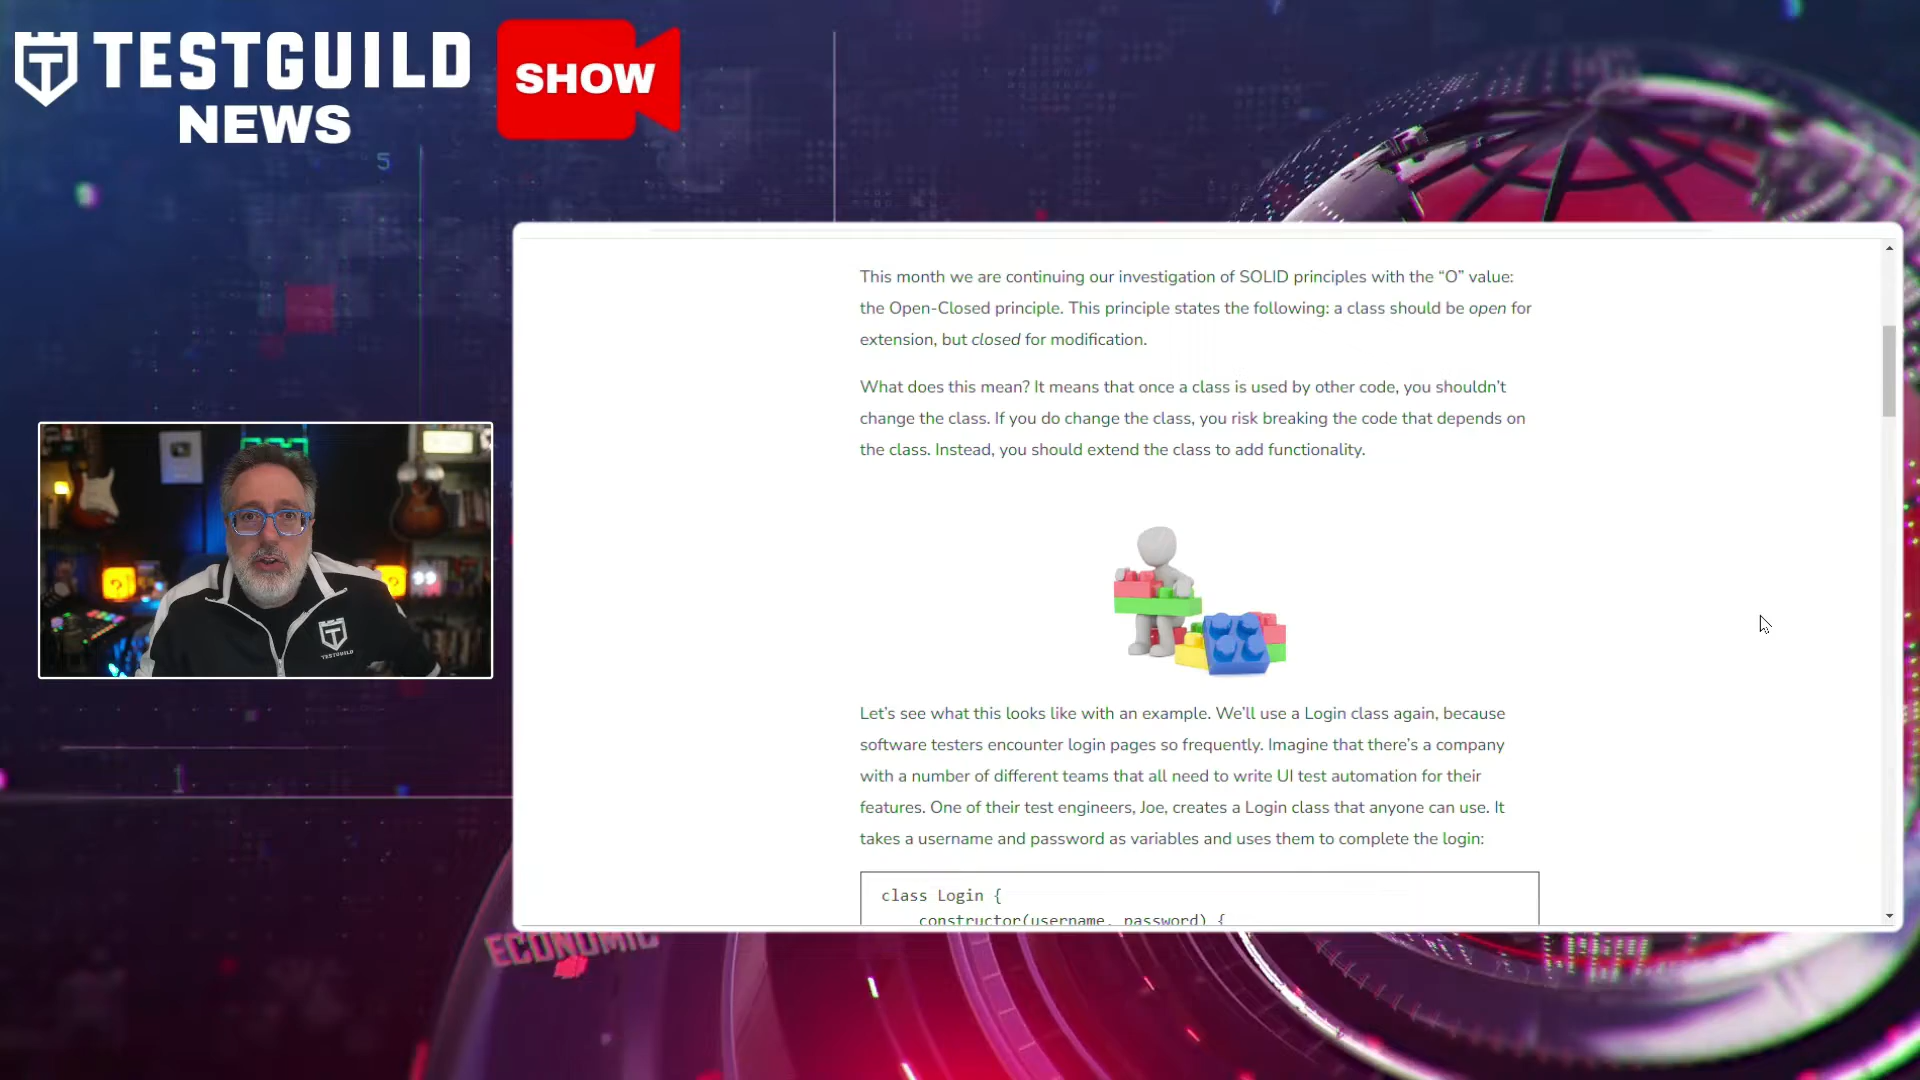 TESTGUILD
NEWS
SHOW
5
This month we are continuing our investigation of SOLID principles with the “O” value:
the Open-Closed principle. This principle states the following: a class should be open for
extension, but closed for modification.
What does this mean? It means that once a class is used by other code, you shouldn’t
change the class. If you do change the class, you risk breaking the code that depends on
the class. Instead, you should extend the class to add functionality.
TESTGUILD
Let’s see what this looks like with an example. We’ll use a Login class again, because
software testers encounter login pages so frequently. Imagine that there’s a company
with a number of different teams that all need to write UI test automation for their
features. One of their test engineers, Joe, creates a Login class that anyone can use. It
takes a username and password as variables and uses them to complete the login:
1
class Login {
constructor(username, password) {
ECONOMIC